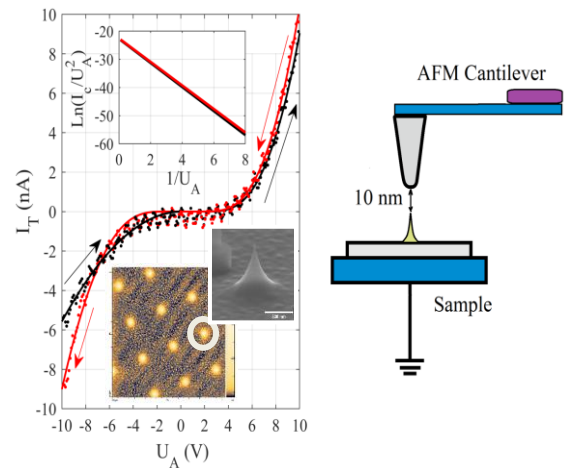 10
8
6
4
2
0
-2
-4
-6
-8
-10
I_T (nA)
-10 -8 -6 -4 -2 0 2 4 6 8 10
U_A (V)
-20
-30
-40
-50
-60
Ln(I_c/U_A^2)
0 2 4 6 8
1/U_A
AFM Cantilever
10 nm
Sample